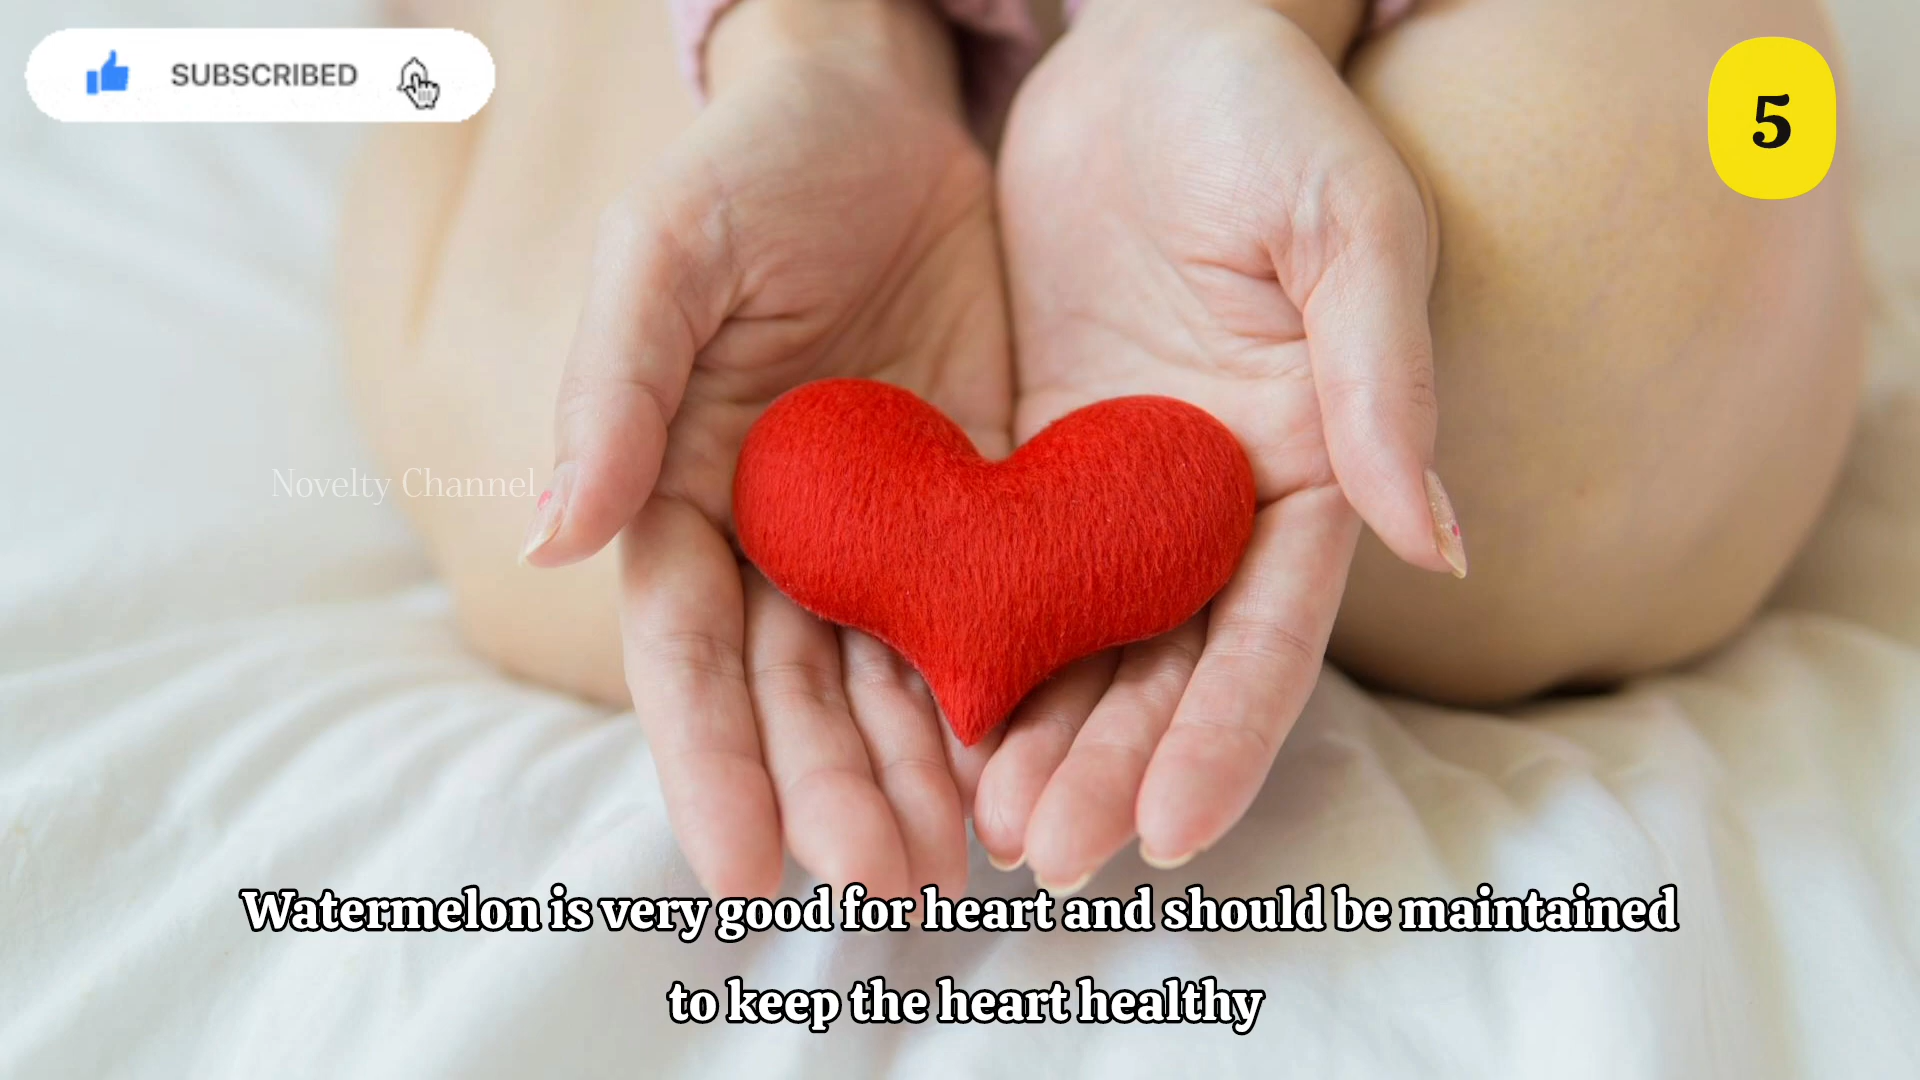 SUBSCRIBED
5
Novelty Channel
Watermelon is very good for heart and should be maintained
to keep the heart healthy